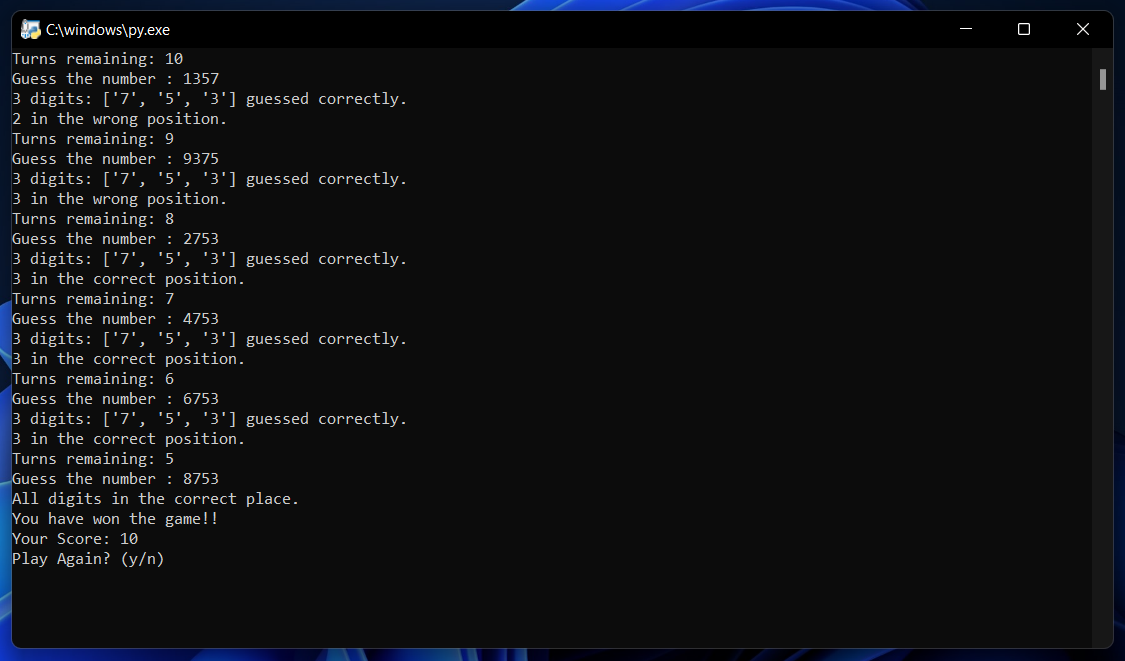 C:\windows\py.exe
Turns remaining: 10
Guess the number : 1357
3 digits: ['7', '5', '3'] guessed correctly.
2 in the wrong position.
Turns remaining: 9
Guess the number : 9375
3 digits: ['7', '5', '3'] guessed correctly.
3 in the wrong position.
Turns remaining: 8
Guess the number : 2753
3 digits: ['7', '5', '3'] guessed correctly.
3 in the correct position.
Turns remaining: 7
Guess the number : 4753
3 digits: ['7', '5', '3'] guessed correctly.
3 in the correct position.
Turns remaining: 6
Guess the number : 6753
3 digits: ['7', '5', '3'] guessed correctly.
3 in the correct position.
Turns remaining: 5
Guess the number : 8753
All digits in the correct place.
You have won the game!!
Your Score: 10
Play Again? (y/n)